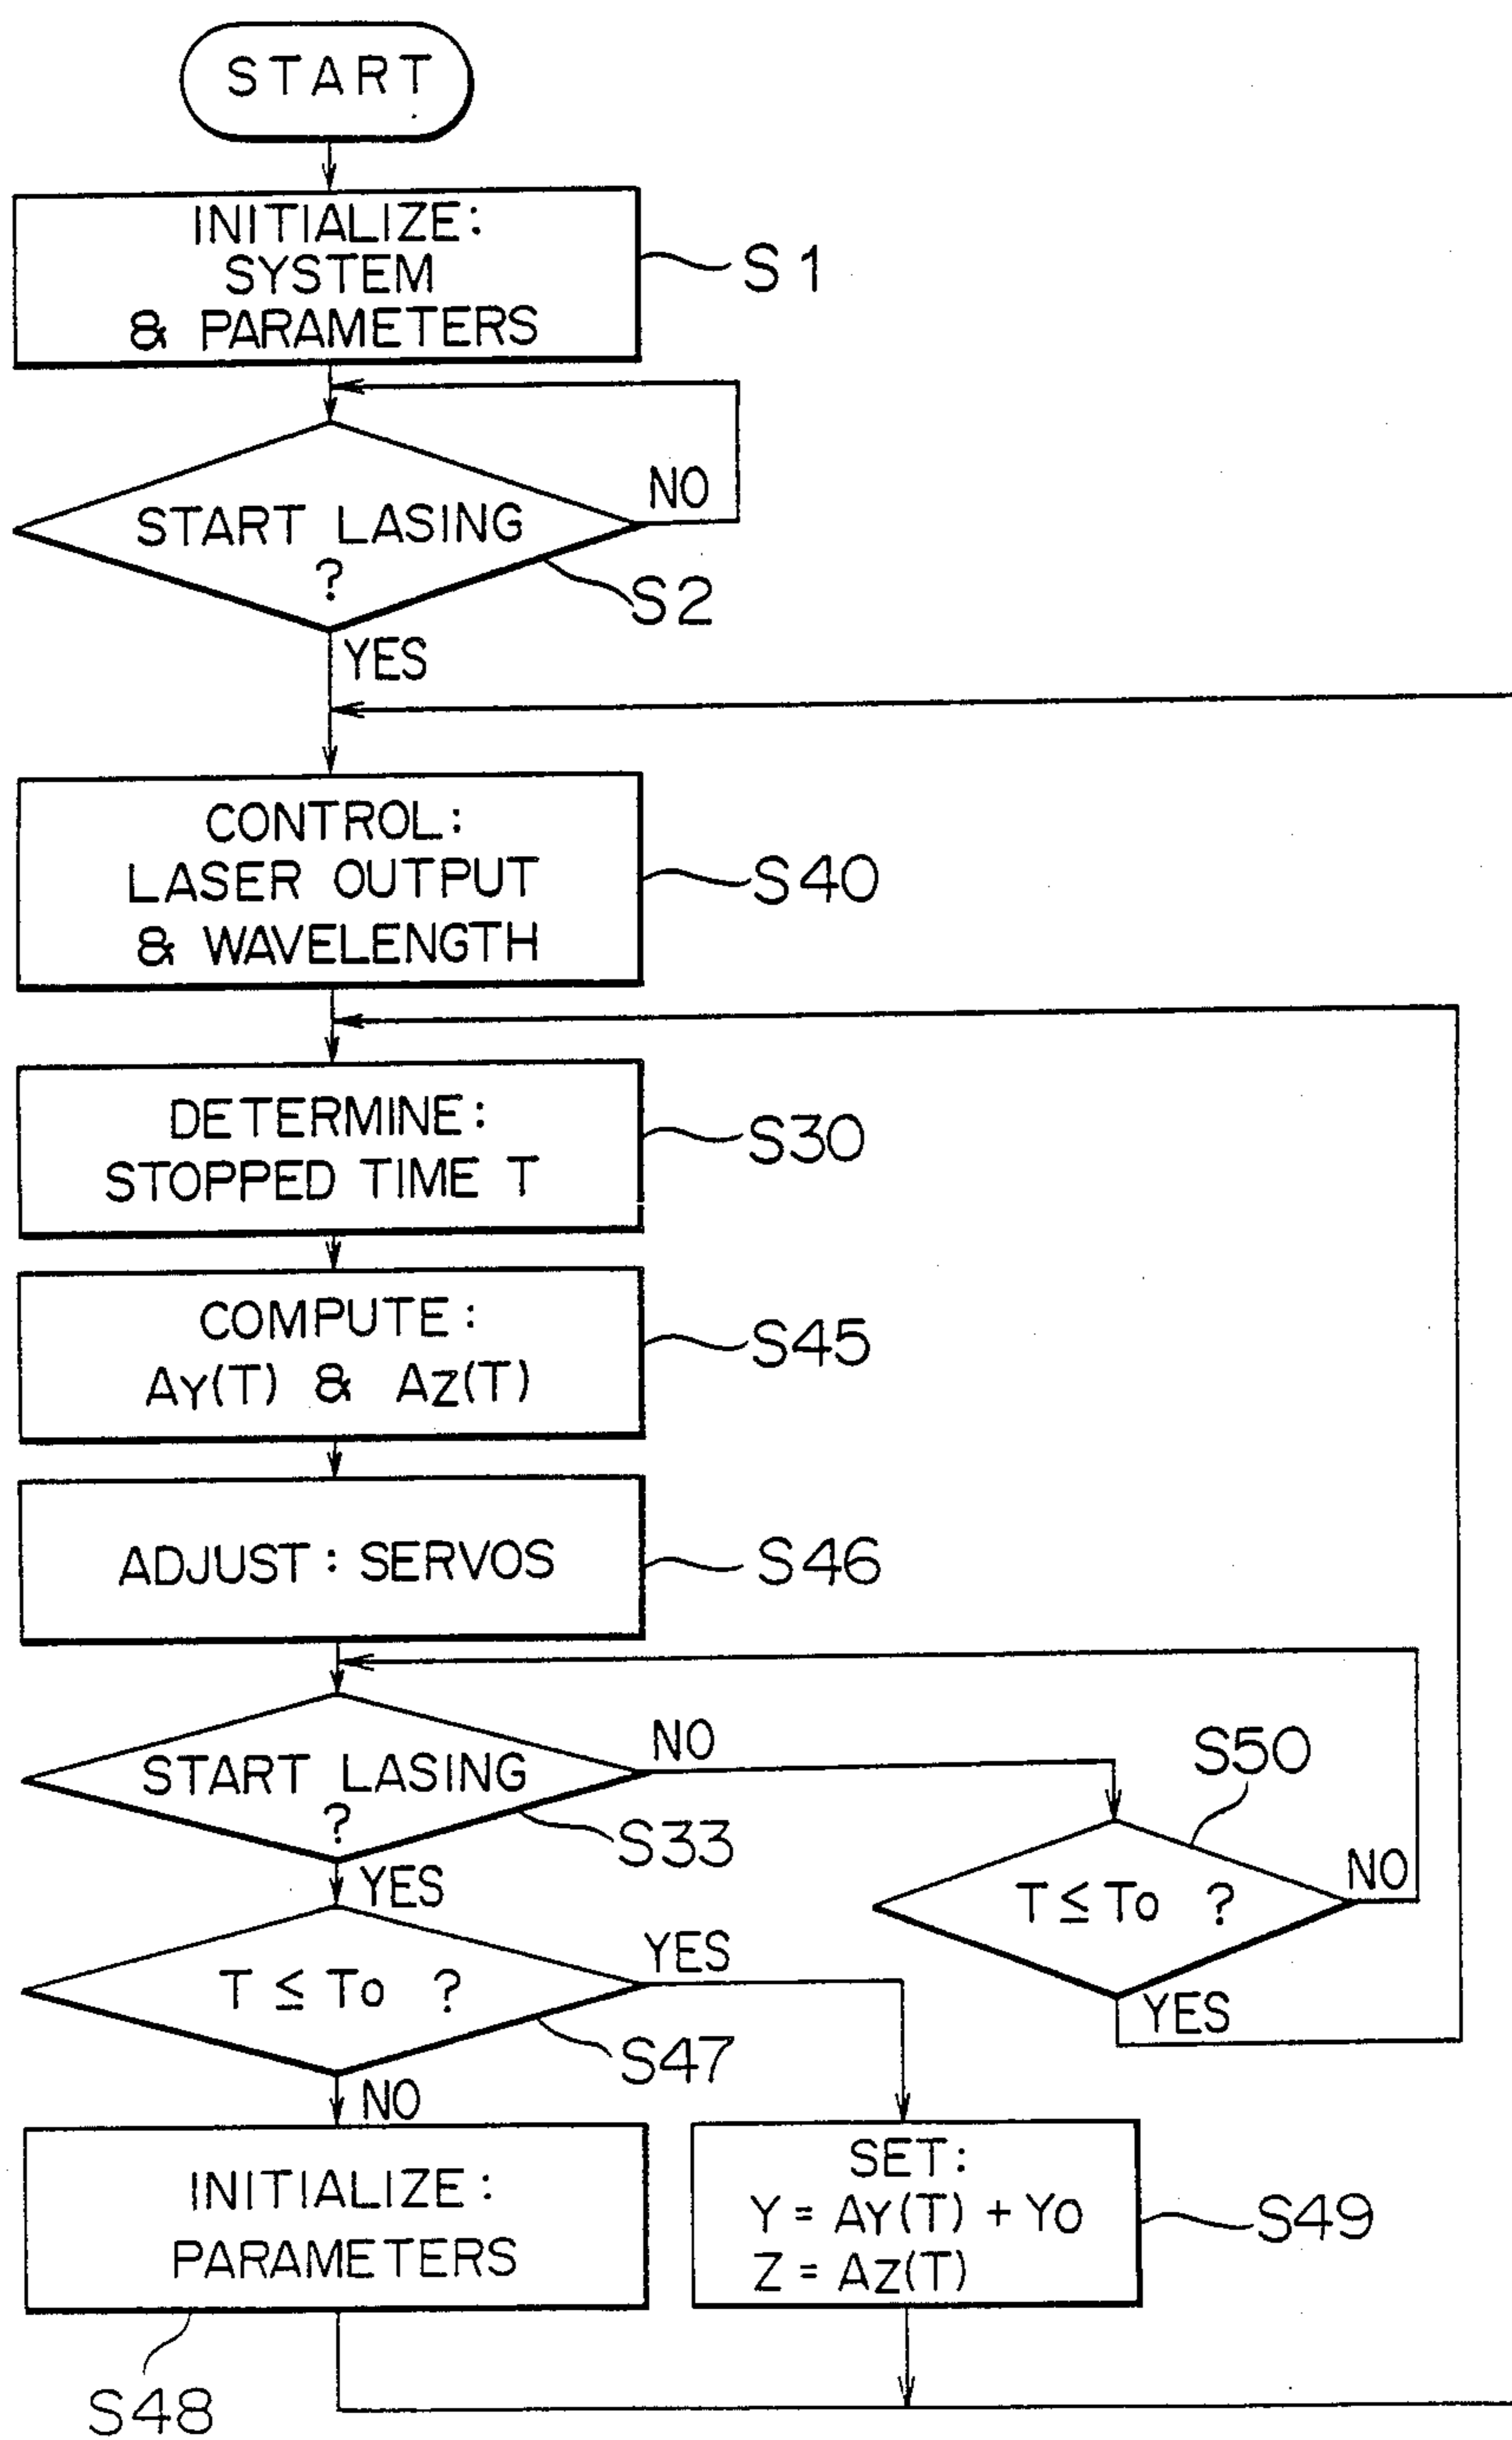 START
INITIALIZE:
SYSTEM
& PARAMETERS
S1
NO
START LASING
?
S2
YES
CONTROL:
LASER OUTPUT
& WAVELENGTH
S40
DETERMINE:
STOPPED TIME T
S30
COMPUTE:
AY(T) & AZ(T)
S45
ADJUST: SERVOS
S46
START LASING
?
NO
S33
YES
S50
T ≤ To ?
NO
YES
T ≤ To ?
YES
S47
NO
INITIALIZE:
PARAMETERS
S48
SET:
Y = AY(T) + Yo
Z = AZ(T)
S49